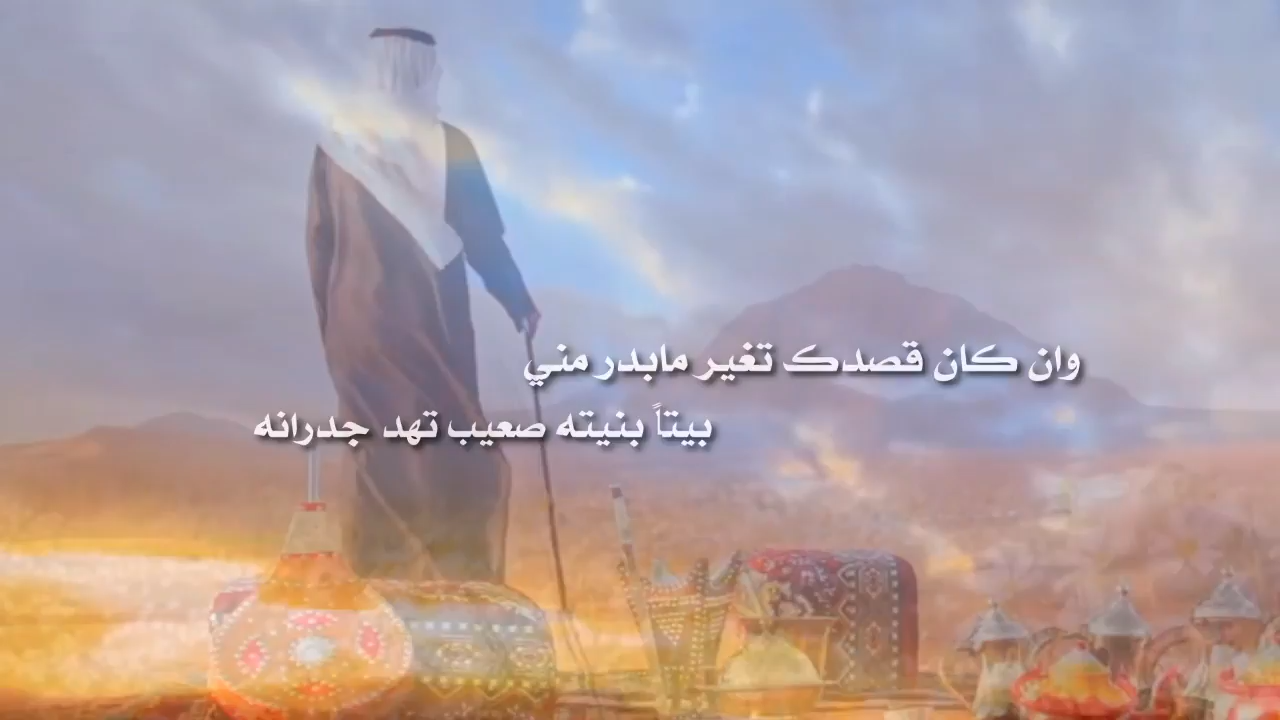 وان كان قصدك تغير مابدر مني
بيتاً بنيته صعيب تهد جدرانه